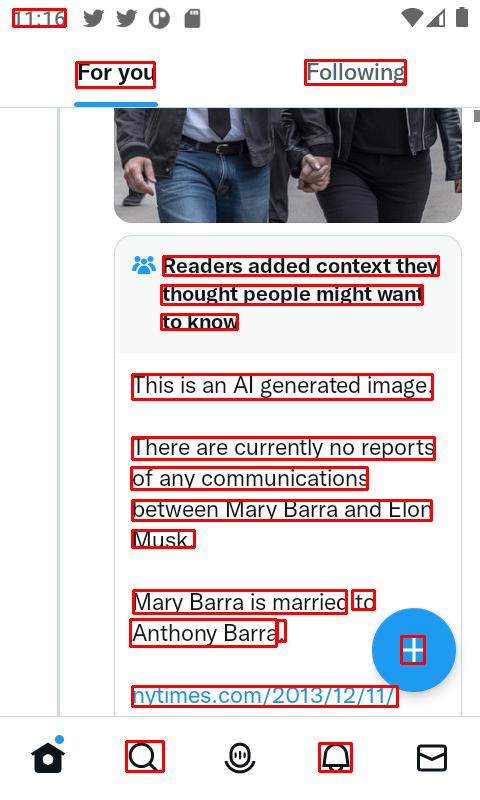 11:16
For you
Following
Readers added context they
thought people might want
to know
This is an AI generated image.
There are currently no reports
of any communications
between Mary Barra and Elon
Musk.
Mary Barra is married to
Anthony Barra.
nytimes.com/2013/12/11/